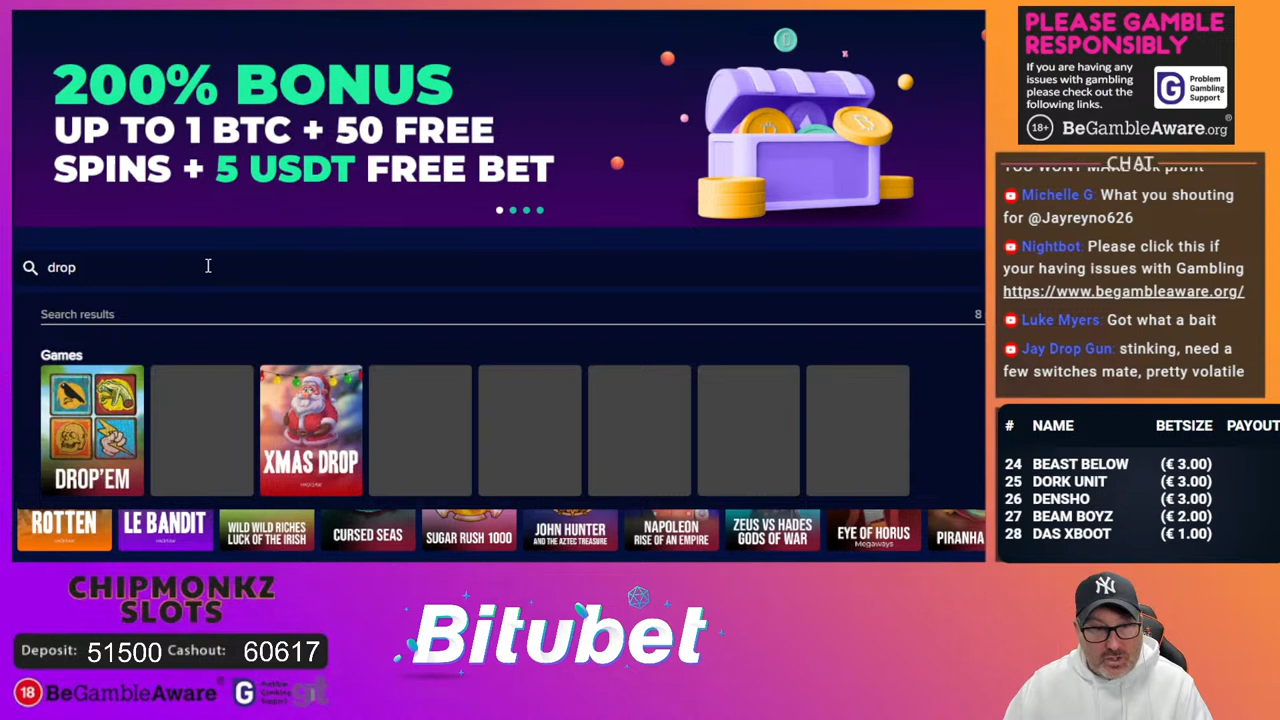 200% BONUS
UP TO 1 BTC + 50 FREE
SPINS + 5 USDT FREE BET
drop
Search results
8
Games
DROP'EM
XMAS DROP
ROTTEN
LE BANDIT
WILD WILD RICHES
LUCK OF THE IRISH
CURSED SEAS
SUGAR RUSH 1000
JOHN HUNTER
AND THE AZTEC TREASURE
NAPOLEON
RISE OF AN EMPIRE
ZEUS VS HADES
GODS OF WAR
EYE OF HORUS
Megaways
PIRANHA
PLEASE GAMBLE
RESPONSIBLY
If you are having any
issues with gambling
please check out the
following links.
Problem
Gambling
Support
18+ BeGambleAware.org®
CHAT
Michelle G: What you shouting
for @Jayreyno626
Nightbot: Please click this if
your having issues with Gambling
https://www.begambleaware.org/
Luke Myers: Got what a bait
Jay Drop Gun: stinking, need a
few switches mate, pretty volatile
# NAME BETSIZE PAYOUT
24 BEAST BELOW (€ 3.00)
25 DORK UNIT (€ 3.00)
26 DENSHO (€ 3.00)
27 BEAM BOYZ (€ 2.00)
28 DAS XBOOT (€ 1.00)
CHIPMONKZ
SLOTS
Deposit: 51500 Cashout: 60617
18 BeGambleAware®
Problem
Gambling
Support
Bitubet
NY